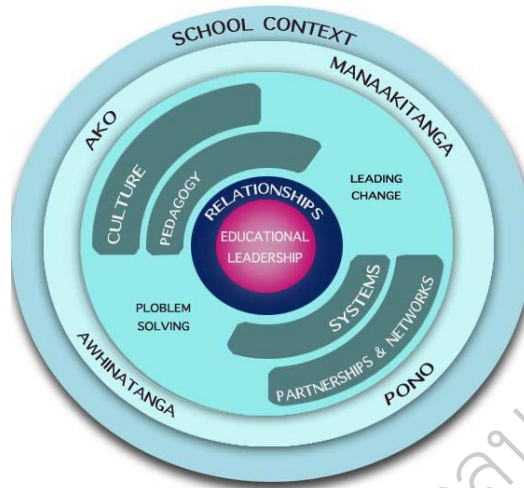 SCHOOL CONTEXT
AKO
MANAAKITANGA
CULTURE
PEDAGOGY
RELATIONSHIPS
EDUCATIONAL
LEADERSHIP
LEADING
CHANGE
PLOBLEM
SOLVING
SYSTEMS
PARTNERSHIPS & NETWORKS
AWHINATANGA
PONO